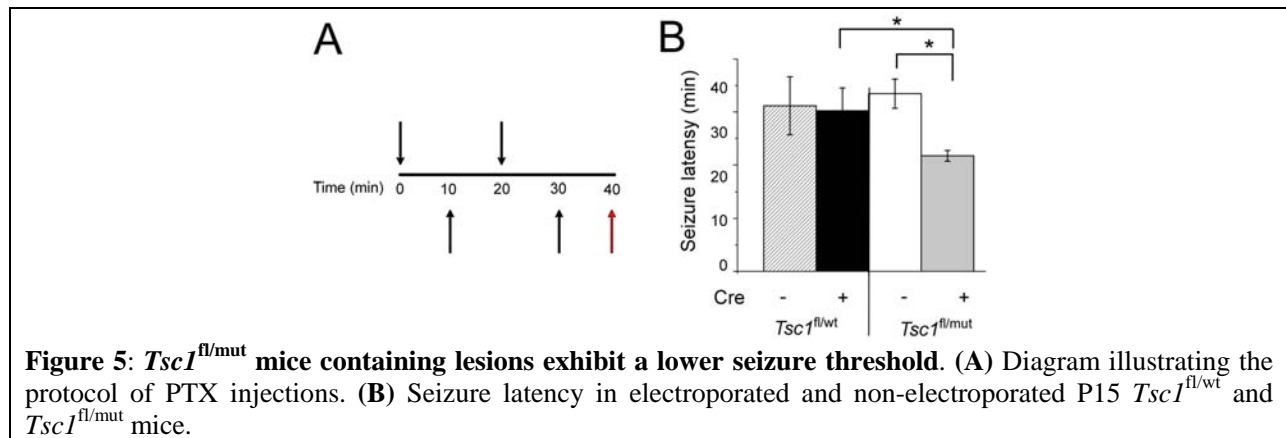 A
Time (min) 0 10 20 30 40
B
* 
*
Seizure latency (min)
40
30
20
10
0
Cre - + - +
Tsc1fl/wt Tsc1fl/mut
Figure 5: Tsc1fl/mut mice containing lesions exhibit a lower seizure threshold. (A) Diagram illustrating the
protocol of PTX injections. (B) Seizure latency in electroporated and non-electroporated P15 Tsc1fl/wt and
Tsc1fl/mut mice.